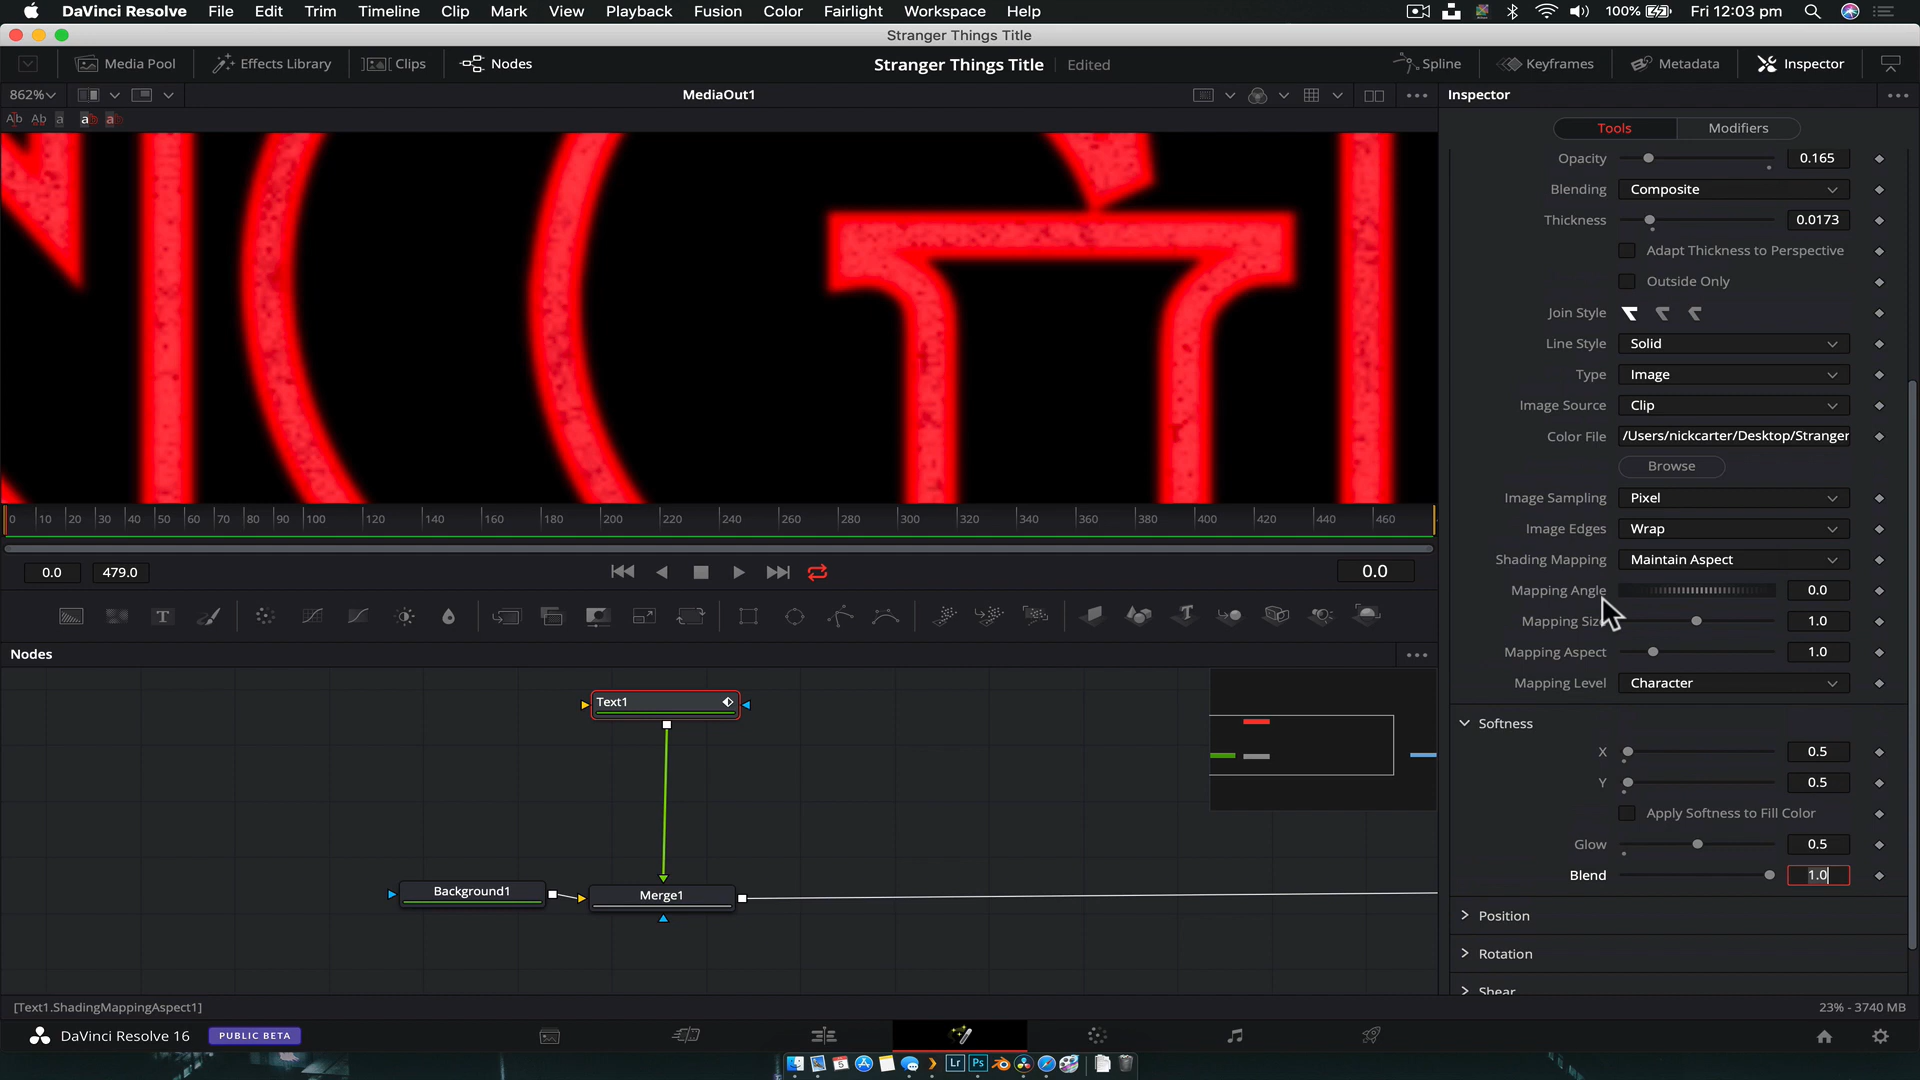 DaVinci Resolve File Edit Trim Timeline Clip Mark View Playback Fusion Color Fairlight Workspace Help 100% Fri 12:03 pm
Stranger Things Title
Media Pool Effects Library Clips Nodes Stranger Things Title Edited Spline Keyframes Metadata Inspector
862% MediaOut1 Inspector
Tools Modifiers
Opacity 0.165
Blending Composite
Thickness 0.0173
Adapt Thickness to Perspective
Outside Only
Join Style
Line Style Solid
Type Image
Image Source Clip
Color File /Users/nickcarter/Desktop/Stranger
Browse
Image Sampling Pixel
Image Edges Wrap
Shading Mapping Maintain Aspect
Mapping Angle 0.0
Mapping Size 1.0
Mapping Aspect 1.0
Mapping Level Character
Softness
X 0.5
Y 0.5
Apply Softness to Fill Color
Glow 0.5
Blend 1.0
Position
Rotation
Shear
0 10 20 30 40 50 60 70 80 90 100 120 140 160 180 200 220 240 260 280 300 320 340 360 380 400 420 440 460
0.0 479.0 0.0
Nodes
Text1
Background1
Merge1
[Text1.ShadingMappingAspect1] 23% - 3740 MB
DaVinci Resolve 16 PUBLIC BETA
Lr Ps